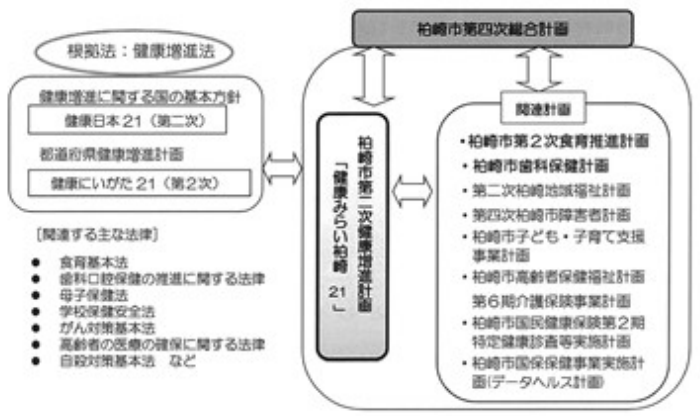 柏崎市第四次総合計画
根拠法：健康増進法
健康増進に関する国の基本方針
健康日本21（第二次）
都道府県健康増進計画
健康にいがた21（第2次）
［関連する主な法律］
● 食育基本法
● 歯科口腔保健の推進に関する法律
● 母子保健法
● 学校保健安全法
● がん対策基本法
● 高齢者の医療の確保に関する法律
● 自殺対策基本法 など
柏崎市第二次健康増進計画
「健康みらい柏崎21」
関連計画
・柏崎市第２次食育推進計画
・柏崎市歯科保健計画
・第二次柏崎地域福祉計画
・第四次柏崎市障害者計画
・柏崎市子ども・子育て支援
事業計画
・柏崎市高齢者保健福祉計画
第６期介護保険事業計画
・柏崎市国民健康保険第２期
特定健康診査等実施計画
・柏崎市国保保健事業実施計
画(データヘルス計画)